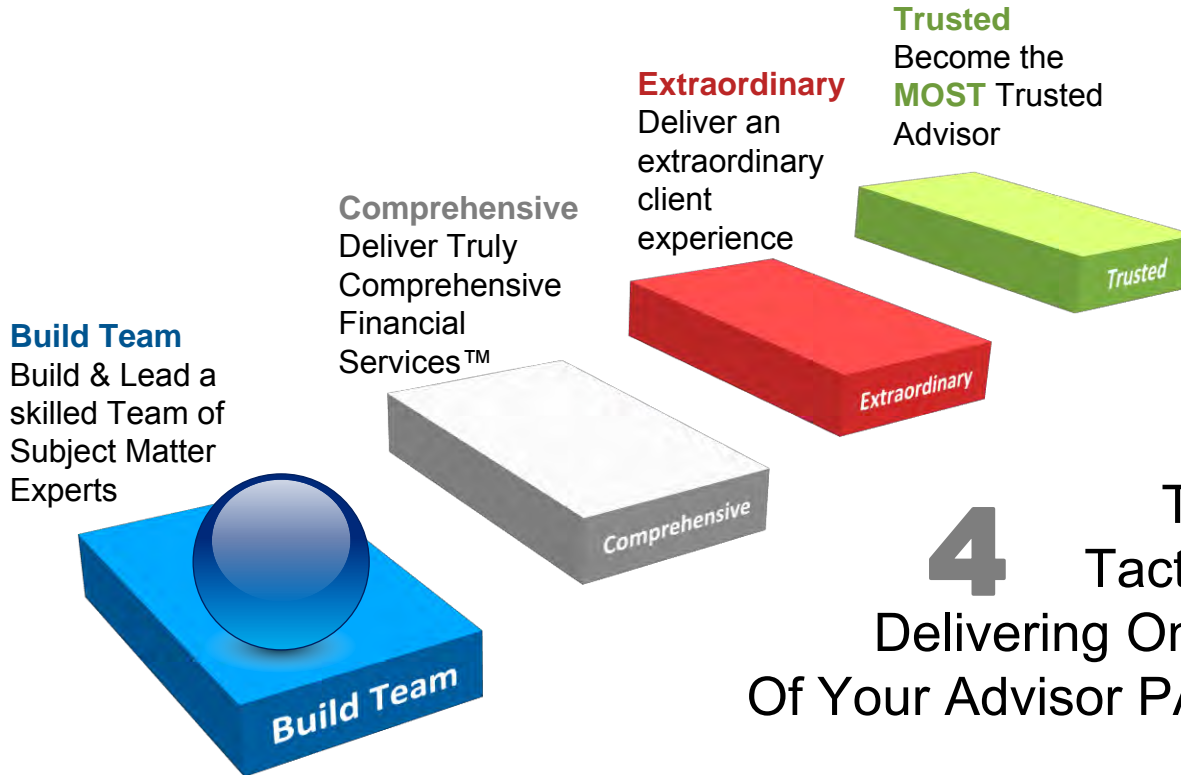 Build Team
Build & Lead a
skilled Team of
Subject Matter
Experts
Build Team
Comprehensive
Deliver Truly
Comprehensive
Financial
Services™
Comprehensive
Extraordinary
Deliver an
extraordinary
client
experience
Extraordinary
Trusted
Become the
MOST Trusted
Advisor
Trusted
4
Delivering
Of Your Advisor